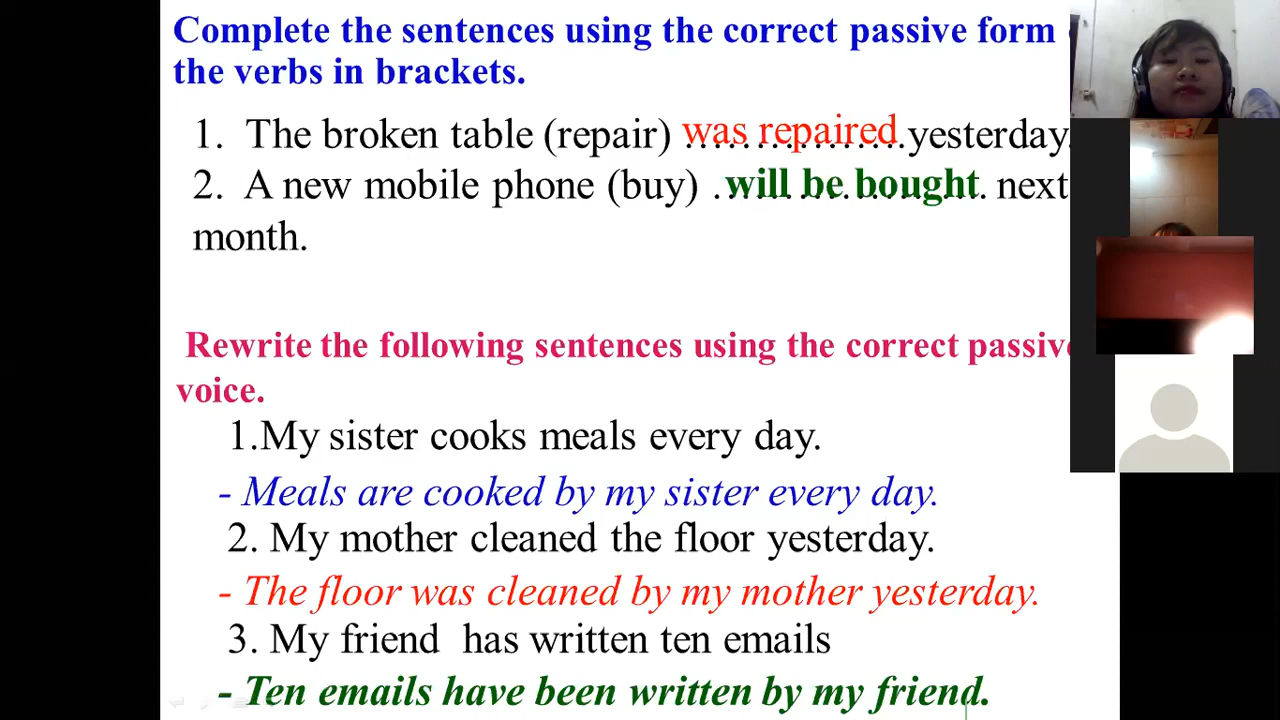 Complete the sentences using the correct passive form
the verbs in brackets.
1. The broken table (repair) was repaired yesterday.
2. A new mobile phone (buy) will be bought next
month.
Rewrite the following sentences using the correct passive
voice.
1.My sister cooks meals every day.
- Meals are cooked by my sister every day.
2. My mother cleaned the floor yesterday.
- The floor was cleaned by my mother yesterday.
3. My friend has written ten emails
- Ten emails have been written by my friend.